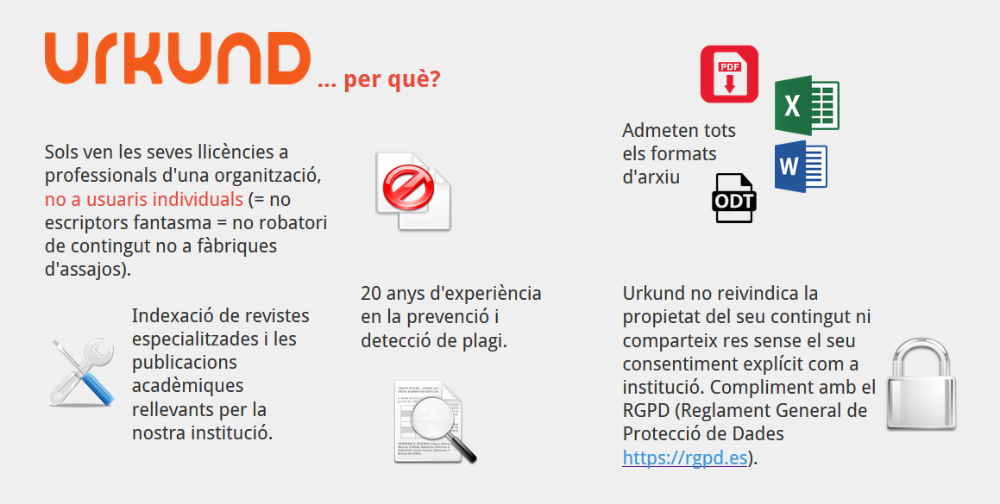 urkund
... per què?
Sols ven les seves llicències a
professionals d'una organització,
no a usuaris individuals (= no
escriptors fantasma = no robatori
de contingut no a fàbriques
d'assajos).
PDF
X
Admeten tots
els formats
d'arxiu
W
ODT
Indexació de revistes
especialitzades i les
publicacions
acadèmiques
rellevants per la
nostra institució.
20 anys d'experiència
en la prevenció i
detecció de plagi.
Urkund no reivindica la
propietat del seu contingut ni
comparteix res sense el seu
consentiment explícit com a
institució. Compliment amb el
RGPD (Reglament General de
Protecció de Dades
https://rgpd.es).